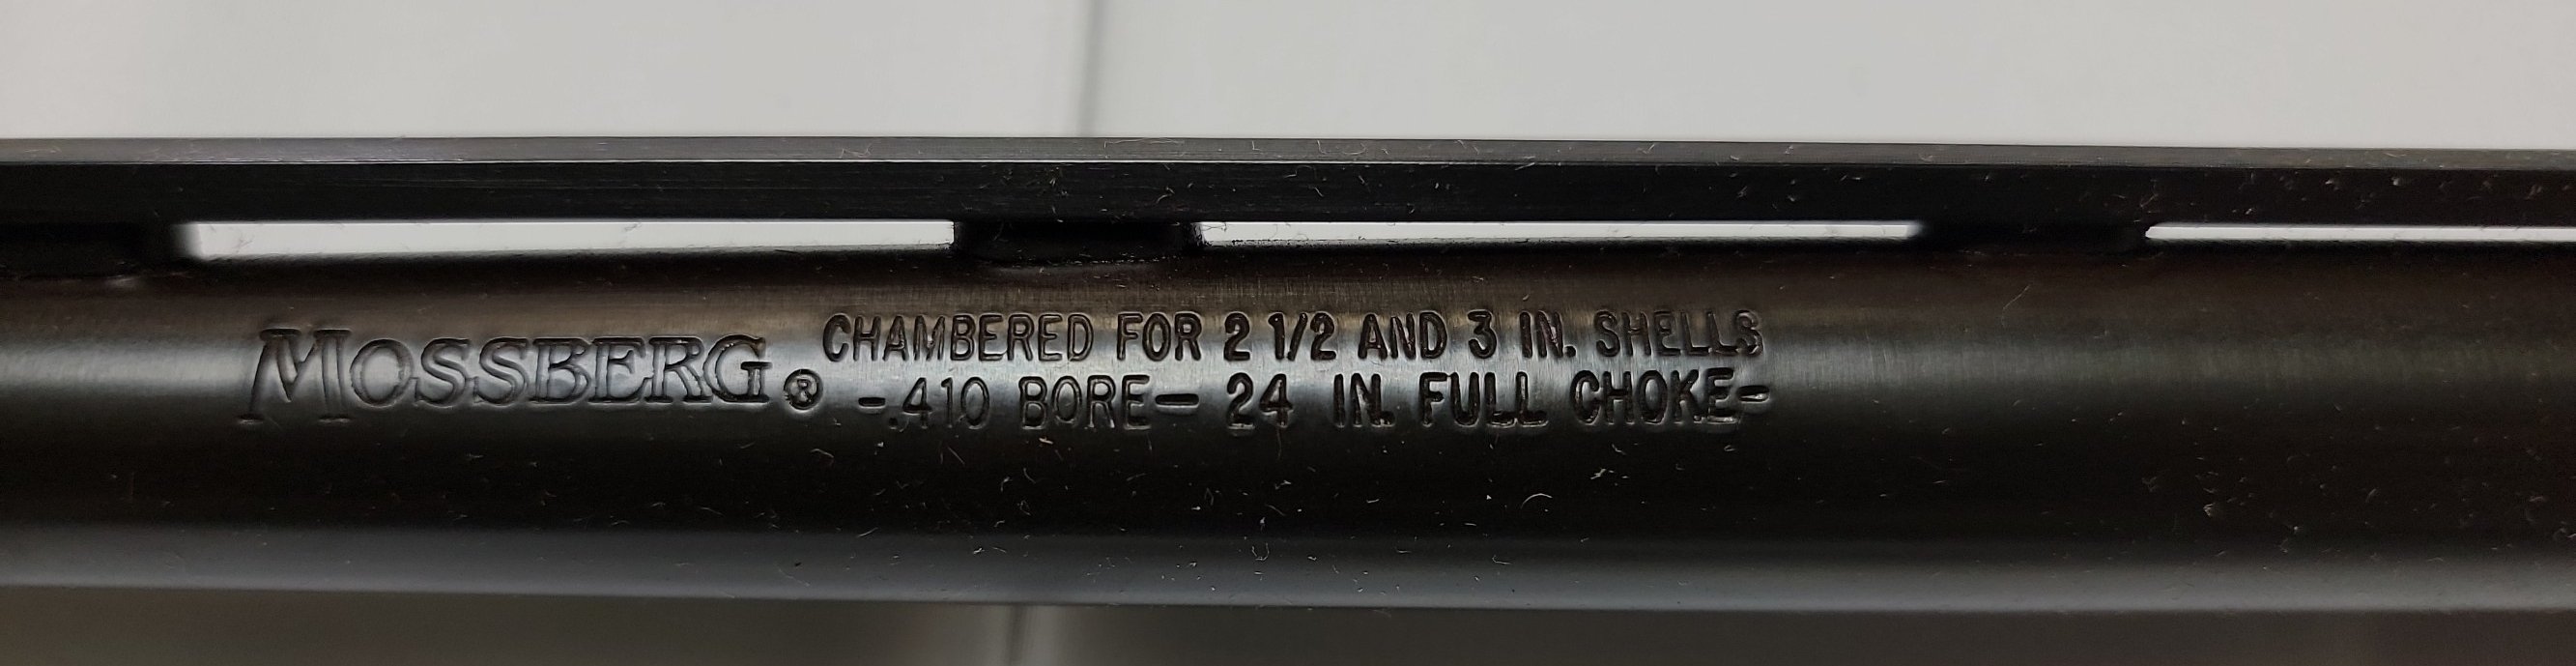 MOSSBERG®
CHAMBERED FOR 2 1/2 AND 3 IN. SHELLS
-.410 BORE- 24 IN. FULL CHOKE-